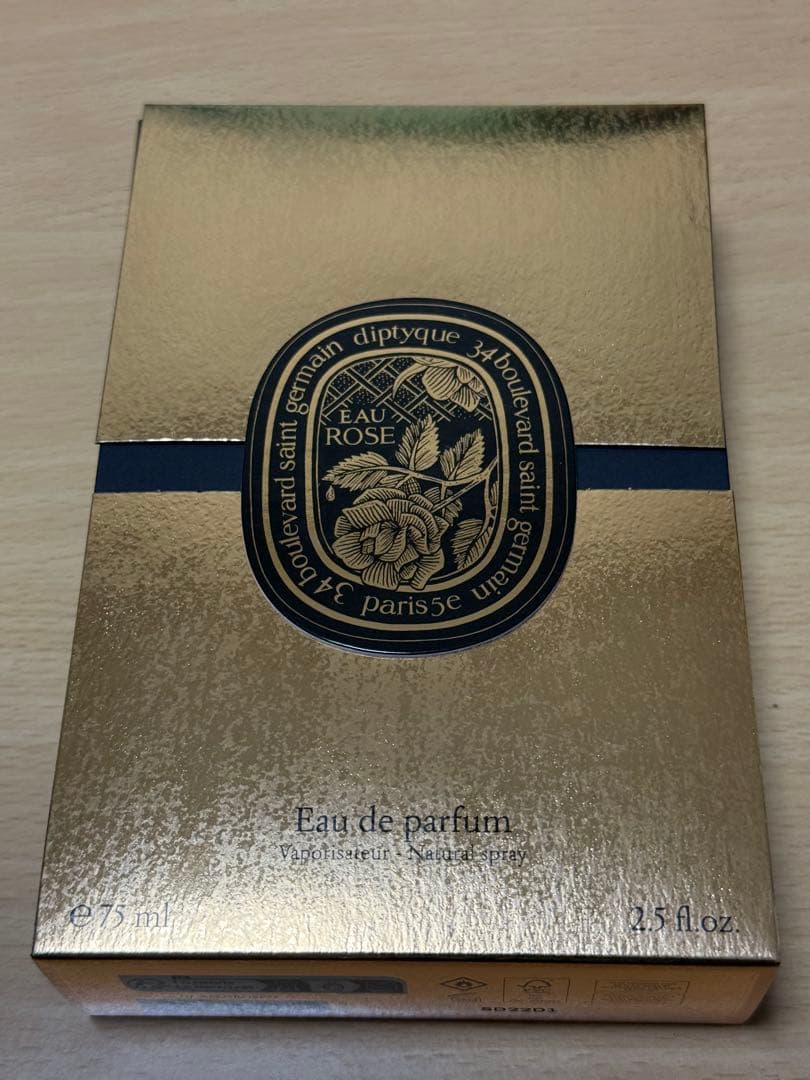 diptyque 34 boulevard saint germain paris 5e 34 boulevard saint germain
EAU
ROSE
Eau de parfum
Vaporisateur - Natural spray
℮ 75 ml
2.5 fl.oz.
SD22D1